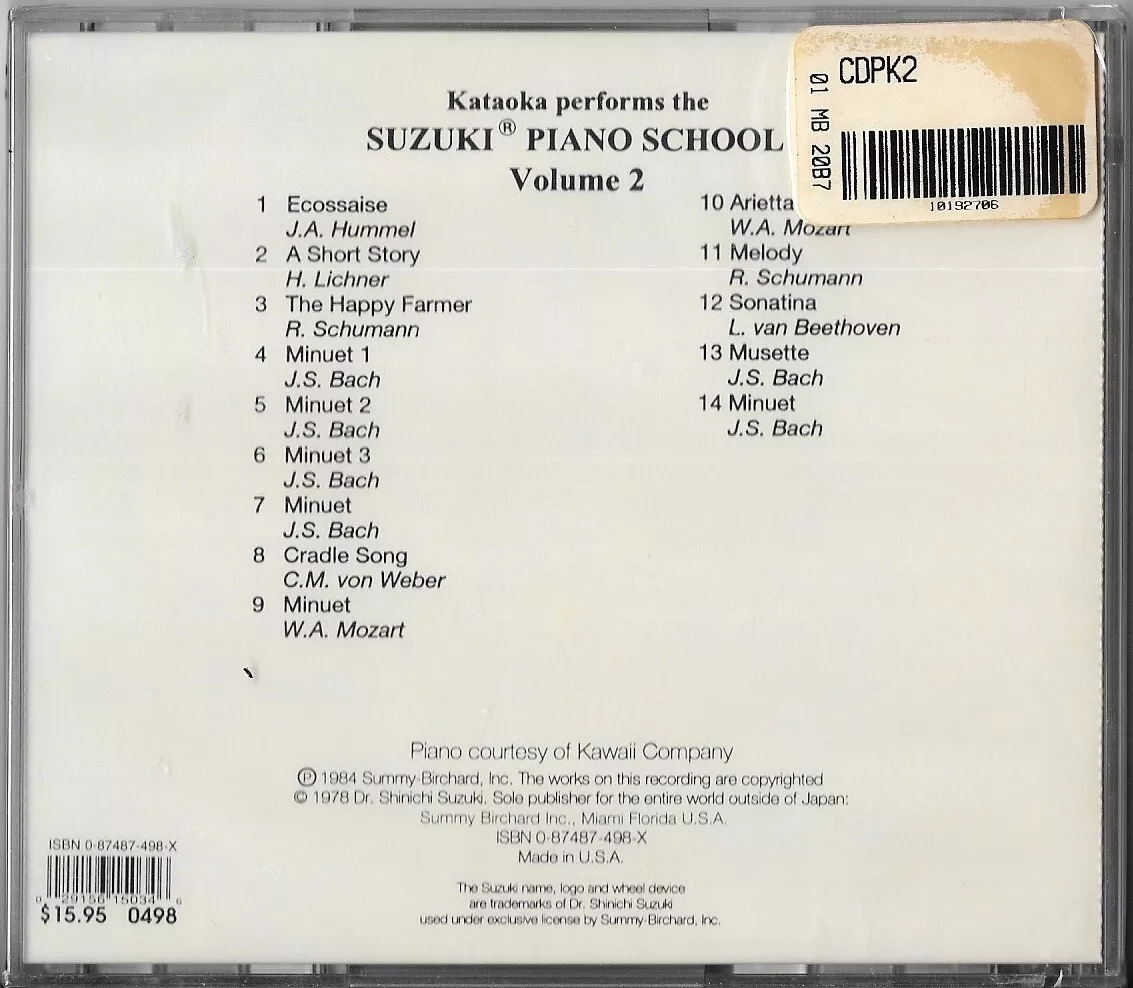 CDPK2
01 MB 20B7
10192706
Kataoka performs the
SUZUKI® PIANO SCHOOL
Volume 2
1 Ecossaise
J.A. Hummel
2 A Short Story
H. Lichner
3 The Happy Farmer
R. Schumann
4 Minuet 1
J.S. Bach
5 Minuet 2
J.S. Bach
6 Minuet 3
J.S. Bach
7 Minuet
J.S. Bach
8 Cradle Song
C.M. von Weber
9 Minuet
W.A. Mozart
10 Arietta
W.A. Mozart
11 Melody
R. Schumann
12 Sonatina
L. van Beethoven
13 Musette
J.S. Bach
14 Minuet
J.S. Bach
Piano courtesy of Kawaii Company
℗ 1984 Summy-Birchard, Inc. The works on this recording are copyrighted
© 1978 Dr. Shinichi Suzuki. Sole publisher for the entire world outside of Japan:
Summy Birchard Inc., Miami Florida U.S.A.
ISBN 0-87487-498-X
Made in U.S.A.
The Suzuki name, logo and wheel device
are trademarks of Dr. Shinichi Suzuki
used under exclusive license by Summy-Birchard, Inc.
ISBN 0-87487-498-X
0 29156 15034 6
$15.95 0498